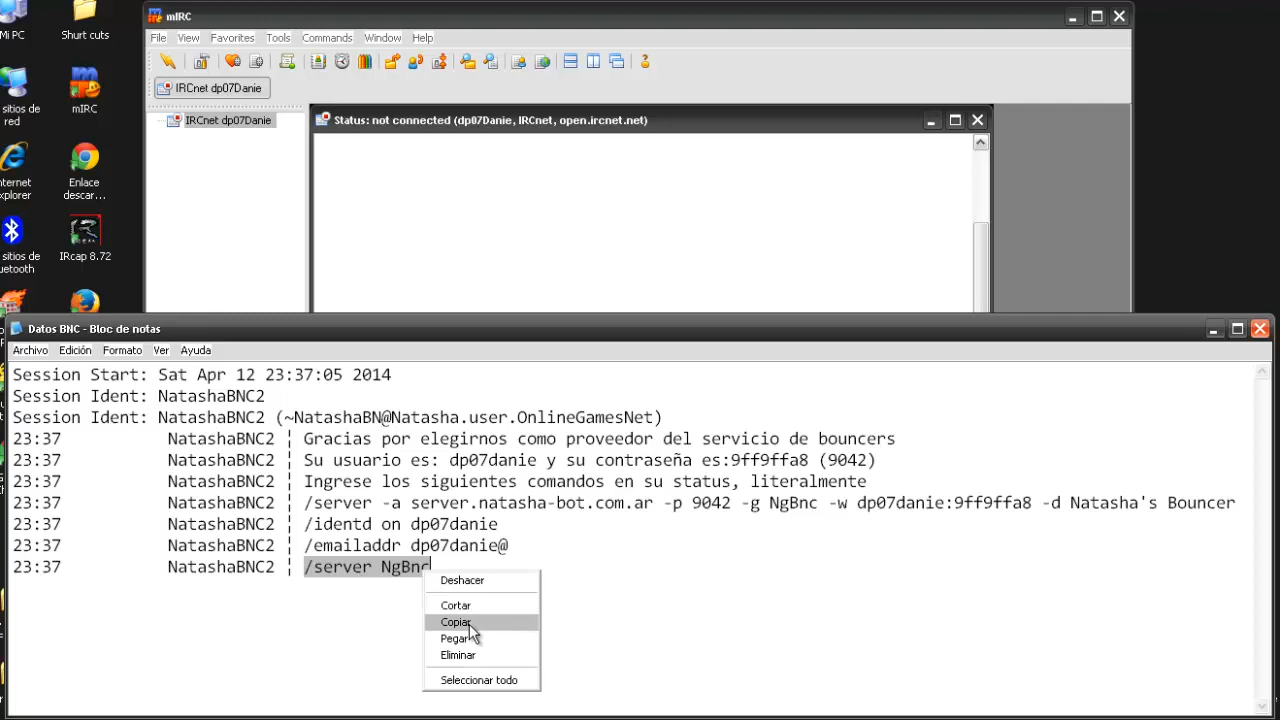 Mi PC
Shurt cuts
sitios de
red
mIRC
nternet
xplorer
Enlace
descar...
sitios de
uetooth
IRcap 8.72
mIRC
File View Favorites Tools Commands Window Help
IRCnet dp07Danie
IRCnet dp07Danie
Status: not connected (dp07Danie, IRCnet, open.ircnet.net)
Datos BNC - Bloc de notas
Archivo Edición Formato Ver Ayuda
Session Start: Sat Apr 12 23:37:05 2014
Session Ident: NatashaBNC2
Session Ident: NatashaBNC2 (~NatashaBN@Natasha.user.OnlineGamesNet)
23:37 NatashaBNC2 ¦ Gracias por elegirnos como proveedor del servicio de bouncers
23:37 NatashaBNC2 ¦ Su usuario es: dp07danie y su contraseña es:9ff9ffa8 (9042)
23:37 NatashaBNC2 ¦ Ingrese los siguientes comandos en su status, literalmente
23:37 NatashaBNC2 ¦ /server -a server.natasha-bot.com.ar -p 9042 -g NgBnc -w dp07danie:9ff9ffa8 -d Natasha's Bouncer
23:37 NatashaBNC2 ¦ /identd on dp07danie
23:37 NatashaBNC2 ¦ /emailaddr dp07danie@
23:37 NatashaBNC2 ¦ /server NgBnc
Deshacer
Cortar
Copiar
Pegar
Eliminar
Seleccionar todo